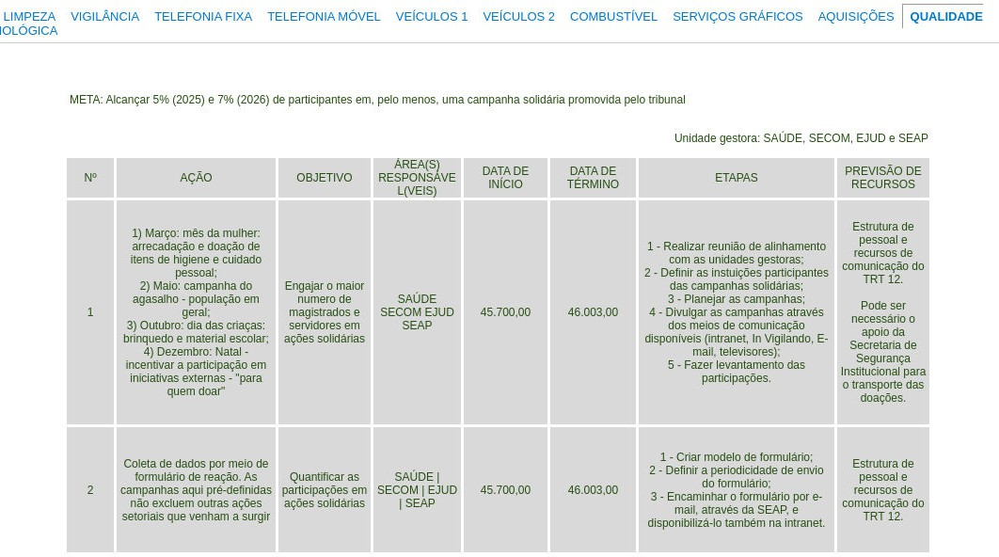 LIMPEZA VIGILÂNCIA TELEFONIA FIXA TELEFONIA MÓVEL VEÍCULOS 1 VEÍCULOS 2 COMBUSTÍVEL SERVIÇOS GRÁFICOS AQUISIÇÕES QUALIDADE
META: Alcançar 5% (2025) e 7% (2026) de participantes em, pelo menos, uma campanha solidária promovida pelo tribunal
Unidade gestora: SAÚDE, SECOM, EJUD e SEAP
Nº
AÇÃO
OBJETIVO
ÁREA(S)
RESPONSÁVE
L(VEIS)
DATA DE
INÍCIO
DATA DE
TÉRMINO
ETAPAS
PREVISÃO DE
RECURSOS
1
1) Março: mês da mulher:
arrecadação e doação de
itens de higiene e cuidado
pessoal;
2) Maio: campanha do
agasalho - população em
geral;
3) Outubro: dia das criaças:
brinquedo e material escolar;
4) Dezembro: Natal -
incentivar a participação em
iniciativas externas - "para
quem doar"
Engajar o maior
numero de
magistrados e
servidores em
ações solidárias
SAÚDE
SECOM EJUD
SEAP
45.700,00
46.003,00
1 - Realizar reunião de alinhamento
com as unidades gestoras;
2 - Definir as instuições participantes
das campanhas solidárias;
3 - Planejar as campanhas;
4 - Divulgar as campanhas através
dos meios de comunicação
disponíveis (intranet, In Vigilando, E-
mail, televisores);
5 - Fazer levantamento das
participações.
Estrutura de
pessoal e
recursos de
comunicação do
TRT 12.
Pode ser
necessário o
apoio da
Secretaria de
Segurança
Institucional para
o transporte das
doações.
2
Coleta de dados por meio de
formulário de reação. As
campanhas aqui pré-definidas
não excluem outras ações
setoriais que venham a surgir
Quantificar as
participações em
ações solidárias
SAÚDE |
SECOM | EJUD
| SEAP
45.700,00
46.003,00
1 - Criar modelo de formulário;
2 - Definir a periodicidade de envio
do formulário;
3 - Encaminhar o formulário por e-
mail, através da SEAP, e
disponibilizá-lo também na intranet.
Estrutura de
pessoal e
recursos de
comunicação do
TRT 12.